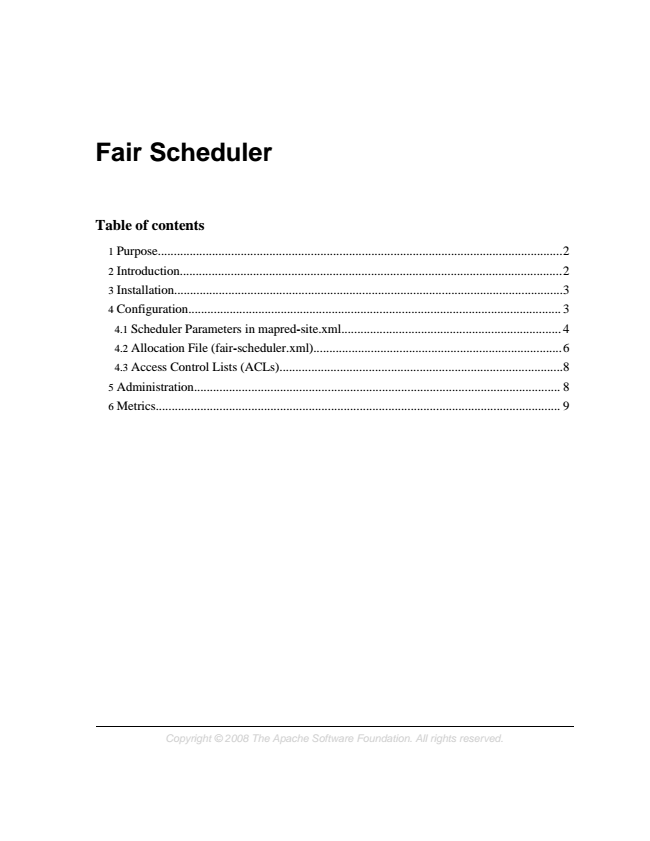 Fair Scheduler
Table of contents
1 Purpose...............................................................................................................................2
2 Introduction........................................................................................................................2
3 Installation..........................................................................................................................3
4 Configuration.....................................................................................................................3
4.1 Scheduler Parameters in mapred-site.xml..................................................................... 4
4.2 Allocation File (fair-scheduler.xml).............................................................................. 6
4.3 Access Control Lists (ACLs).........................................................................................8
5 Administration................................................................................................................... 8
6 Metrics............................................................................................................................... 9
Copyright © 2008 The Apache Software Foundation. All rights reserved.